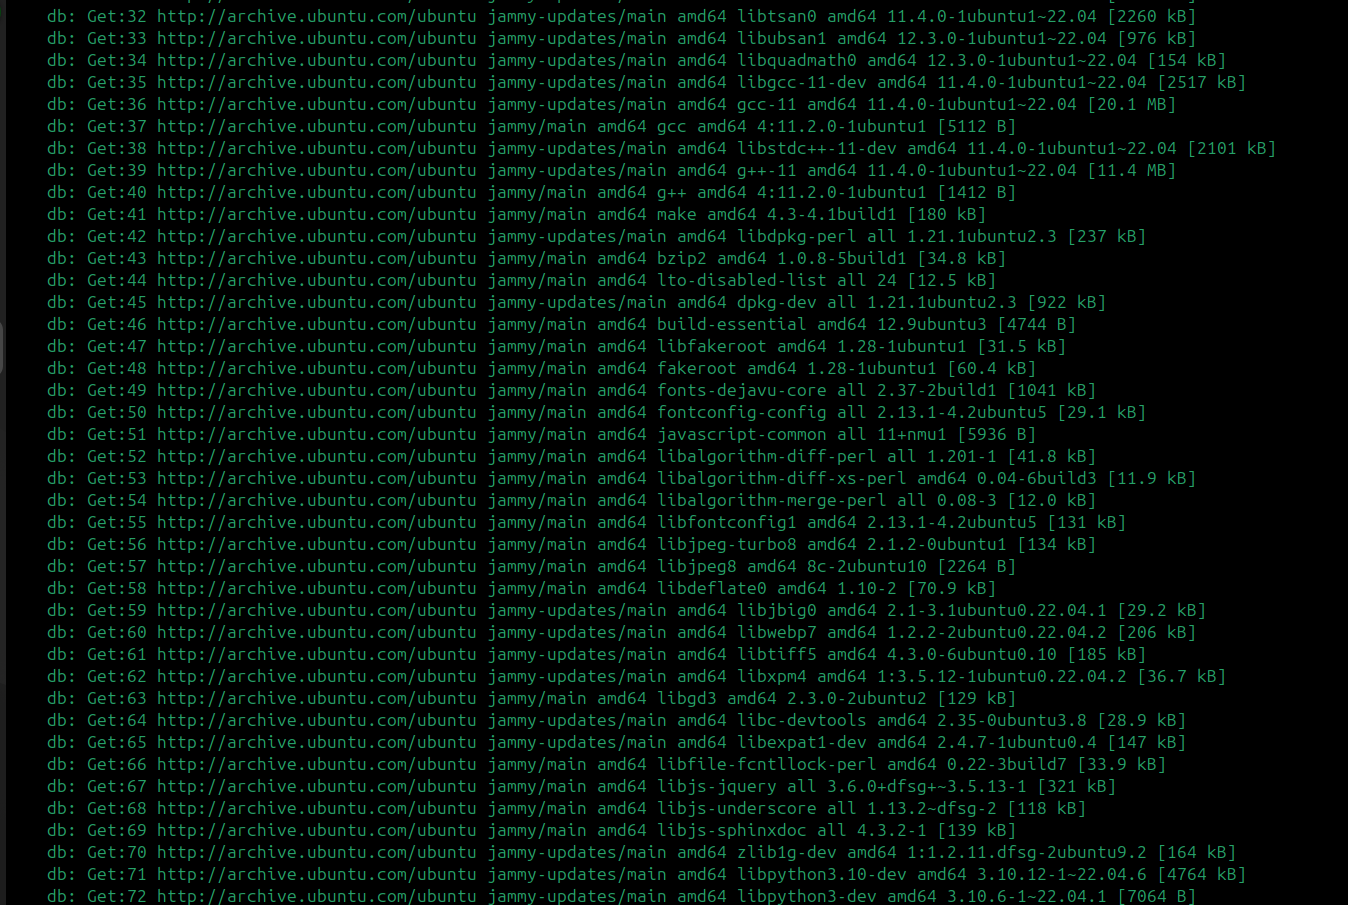 db: Get:32 http://archive.ubuntu.com/ubuntu jammy-updates/main amd64 libtsan0 amd64 11.4.0-1ubuntu1~22.04 [2260 kB]
db: Get:33 http://archive.ubuntu.com/ubuntu jammy-updates/main amd64 libubsan1 amd64 12.3.0-1ubuntu1~22.04 [976 kB]
db: Get:34 http://archive.ubuntu.com/ubuntu jammy-updates/main amd64 libquadmath0 amd64 12.3.0-1ubuntu1~22.04 [154 kB]
db: Get:35 http://archive.ubuntu.com/ubuntu jammy-updates/main amd64 libgcc-11-dev amd64 11.4.0-1ubuntu1~22.04 [2517 kB]
db: Get:36 http://archive.ubuntu.com/ubuntu jammy-updates/main amd64 gcc-11 amd64 11.4.0-1ubuntu1~22.04 [20.1 MB]
db: Get:37 http://archive.ubuntu.com/ubuntu jammy/main amd64 gcc amd64 4:11.2.0-1ubuntu1 [5112 B]
db: Get:38 http://archive.ubuntu.com/ubuntu jammy-updates/main amd64 libstdc++-11-dev amd64 11.4.0-1ubuntu1~22.04 [2101 kB]
db: Get:39 http://archive.ubuntu.com/ubuntu jammy-updates/main amd64 g++-11 amd64 11.4.0-1ubuntu1~22.04 [11.4 MB]
db: Get:40 http://archive.ubuntu.com/ubuntu jammy/main amd64 g++ amd64 4:11.2.0-1ubuntu1 [1412 B]
db: Get:41 http://archive.ubuntu.com/ubuntu jammy/main amd64 make amd64 4.3-4.1build1 [180 kB]
db: Get:42 http://archive.ubuntu.com/ubuntu jammy-updates/main amd64 libdpkg-perl all 1.21.1ubuntu2.3 [237 kB]
db: Get:43 http://archive.ubuntu.com/ubuntu jammy/main amd64 bzip2 amd64 1.0.8-5build1 [34.8 kB]
db: Get:44 http://archive.ubuntu.com/ubuntu jammy/main amd64 lto-disabled-list all 24 [12.5 kB]
db: Get:45 http://archive.ubuntu.com/ubuntu jammy-updates/main amd64 dpkg-dev all 1.21.1ubuntu2.3 [922 kB]
db: Get:46 http://archive.ubuntu.com/ubuntu jammy/main amd64 build-essential amd64 12.9ubuntu3 [4744 B]
db: Get:47 http://archive.ubuntu.com/ubuntu jammy/main amd64 libfakeroot amd64 1.28-1ubuntu1 [31.5 kB]
db: Get:48 http://archive.ubuntu.com/ubuntu jammy/main amd64 fakeroot amd64 1.28-1ubuntu1 [60.4 kB]
db: Get:49 http://archive.ubuntu.com/ubuntu jammy/main amd64 fonts-dejavu-core all 2.37-2build1 [1041 kB]
db: Get:50 http://archive.ubuntu.com/ubuntu jammy/main amd64 fontconfig-config all 2.13.1-4.2ubuntu5 [29.1 kB]
db: Get:51 http://archive.ubuntu.com/ubuntu jammy/main amd64 javascript-common all 11+nmu1 [5936 B]
db: Get:52 http://archive.ubuntu.com/ubuntu jammy/main amd64 libalgorithm-diff-perl all 1.201-1 [41.8 kB]
db: Get:53 http://archive.ubuntu.com/ubuntu jammy/main amd64 libalgorithm-diff-xs-perl amd64 0.04-6build3 [11.9 kB]
db: Get:54 http://archive.ubuntu.com/ubuntu jammy/main amd64 libalgorithm-merge-perl all 0.08-3 [12.0 kB]
db: Get:55 http://archive.ubuntu.com/ubuntu jammy/main amd64 libfontconfig1 amd64 2.13.1-4.2ubuntu5 [131 kB]
db: Get:56 http://archive.ubuntu.com/ubuntu jammy/main amd64 libjpeg-turbo8 amd64 2.1.2-0ubuntu1 [134 kB]
db: Get:57 http://archive.ubuntu.com/ubuntu jammy/main amd64 libjpeg8 amd64 8c-2ubuntu10 [2264 B]
db: Get:58 http://archive.ubuntu.com/ubuntu jammy/main amd64 libdeflate0 amd64 1.10-2 [70.9 kB]
db: Get:59 http://archive.ubuntu.com/ubuntu jammy-updates/main amd64 libjbig0 amd64 2.1-3.1ubuntu0.22.04.1 [29.2 kB]
db: Get:60 http://archive.ubuntu.com/ubuntu jammy-updates/main amd64 libwebp7 amd64 1.2.2-2ubuntu0.22.04.2 [206 kB]
db: Get:61 http://archive.ubuntu.com/ubuntu jammy-updates/main amd64 libtiff5 amd64 4.3.0-6ubuntu0.10 [185 kB]
db: Get:62 http://archive.ubuntu.com/ubuntu jammy-updates/main amd64 libxpm4 amd64 1:3.5.12-1ubuntu0.22.04.2 [36.7 kB]
db: Get:63 http://archive.ubuntu.com/ubuntu jammy/main amd64 libgd3 amd64 2.3.0-2ubuntu2 [129 kB]
db: Get:64 http://archive.ubuntu.com/ubuntu jammy-updates/main amd64 libc-devtools amd64 2.35-0ubuntu3.8 [28.9 kB]
db: Get:65 http://archive.ubuntu.com/ubuntu jammy-updates/main amd64 libexpat1-dev amd64 2.4.7-1ubuntu0.4 [147 kB]
db: Get:66 http://archive.ubuntu.com/ubuntu jammy/main amd64 libfile-fcntllock-perl amd64 0.22-3build7 [33.9 kB]
db: Get:67 http://archive.ubuntu.com/ubuntu jammy/main amd64 libjs-jquery all 3.6.0+dfsg+~3.5.13-1 [321 kB]
db: Get:68 http://archive.ubuntu.com/ubuntu jammy/main amd64 libjs-underscore all 1.13.2~dfsg-2 [118 kB]
db: Get:69 http://archive.ubuntu.com/ubuntu jammy/main amd64 libjs-sphinxdoc all 4.3.2-1 [139 kB]
db: Get:70 http://archive.ubuntu.com/ubuntu jammy-updates/main amd64 zlib1g-dev amd64 1:1.2.11.dfsg-2ubuntu9.2 [164 kB]
db: Get:71 http://archive.ubuntu.com/ubuntu jammy-updates/main amd64 libpython3.10-dev amd64 3.10.12-1~22.04.6 [4764 kB]
db: Get:72 http://archive.ubuntu.com/ubuntu jammy-updates/main amd64 libpython3-dev amd64 3.10.6-1~22.04.1 [7064 B]